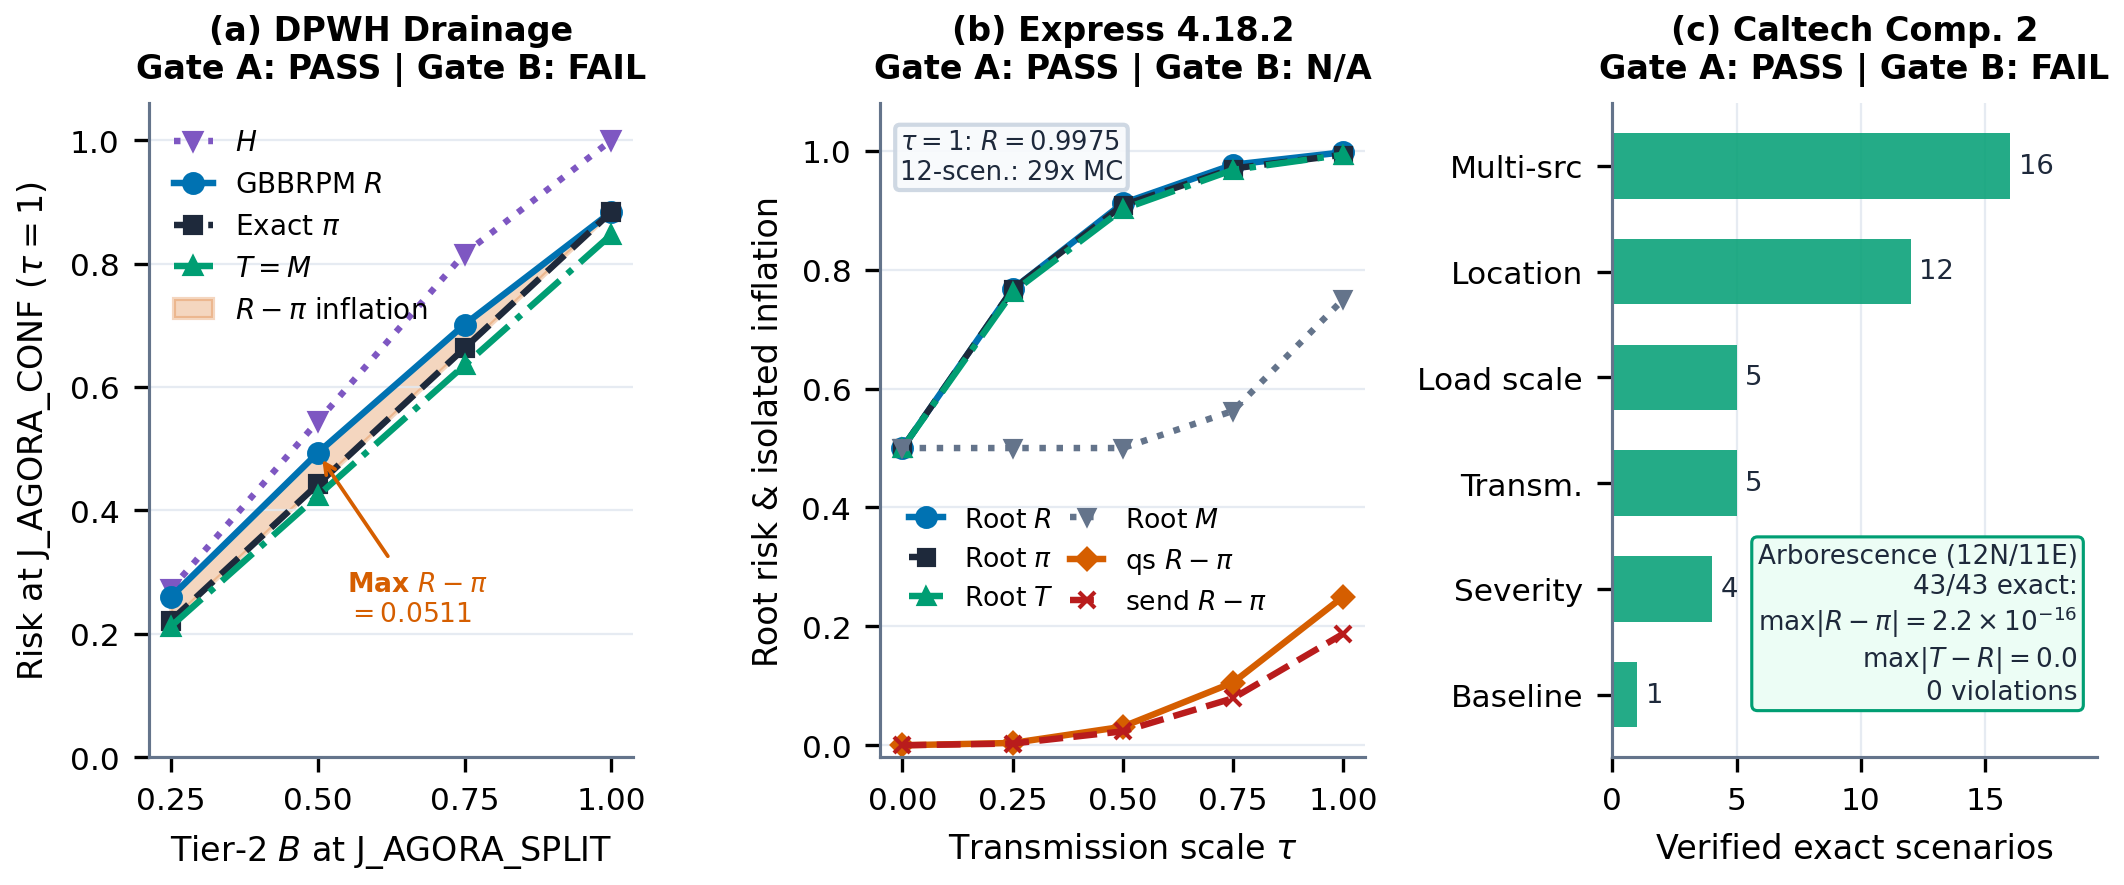 (a) DPWH Drainage
Gate A: PASS | Gate B: FAIL
Risk at J_AGORA_CONF (τ = 1)
1.0
0.8
0.6
0.4
0.2
0.0
H
GBBRPM R
Exact π
T = M
R − π inflation
Max R − π
= 0.0511
0.25 0.50 0.75 1.00
Tier-2 B at J_AGORA_SPLIT
(b) Express 4.18.2
Gate A: PASS | Gate B: N/A
Root risk & isolated inflation
1.0
0.8
0.6
0.4
0.2
0.0
τ = 1: R = 0.9975
12-scen.: 29x MC
Root R
Root π
Root T
Root M
qs R − π
send R − π
0.00 0.25 0.50 0.75 1.00
Transmission scale τ
(c) Caltech Comp. 2
Gate A: PASS | Gate B: FAIL
Multi-src 16
Location 12
Load scale 5
Transm. 5
Severity 4
Baseline 1
Arborescence (12N/11E)
43/43 exact:
max|R − π| = 2.2 × 10⁻¹⁶
max|T − R| = 0.0
0 violations
0 5 10 15
Verified exact scenarios